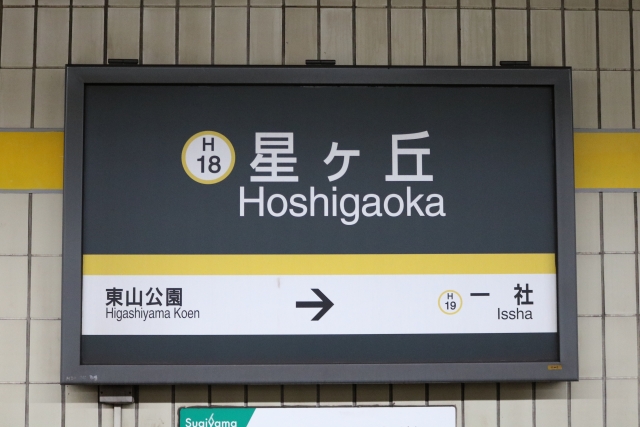 H
18
星ヶ丘
Hoshigaoka
東山公園
Higashiyama Koen
→
H
19
一社
Issha
Sugiyama